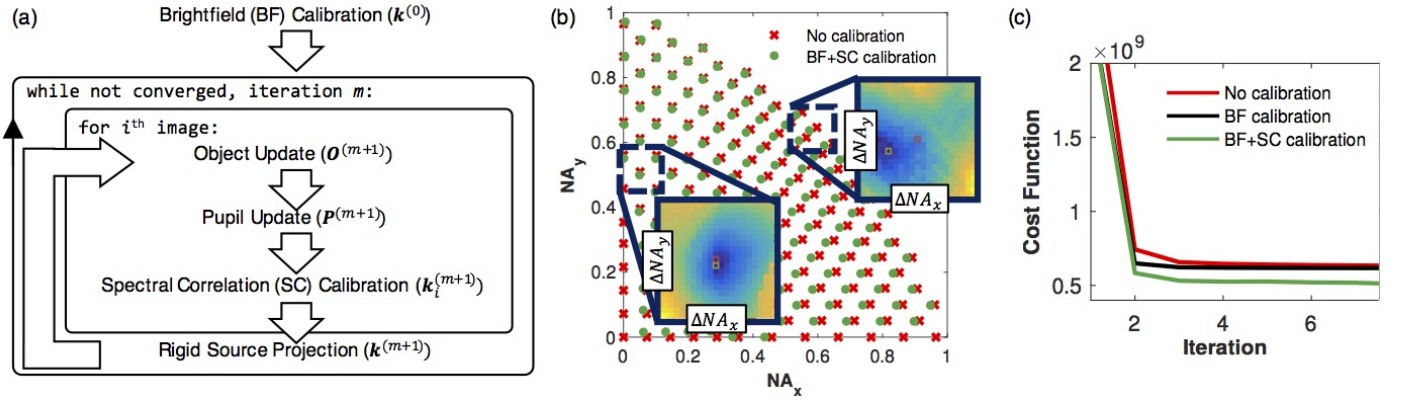 (a)
Brightfield (BF) Calibration (k^(0))
while not converged, iteration m:
for i^th image:
Object Update (O^(m+1))
Pupil Update (P^(m+1))
Spectral Correlation (SC) Calibration (k_i^(m+1))
Rigid Source Projection (k^(m+1))
(b)
No calibration
BF+SC calibration
NA_y
1
0.8
0.6
0.4
0.2
0
0 0.2 0.4 0.6 0.8 1
NA_x
ΔNA_y
ΔNA_x
ΔNA_y
ΔNA_x
(c)
×10^9
No calibration
BF calibration
BF+SC calibration
Cost Function
2
1.5
1
0.5
2 4 6
Iteration